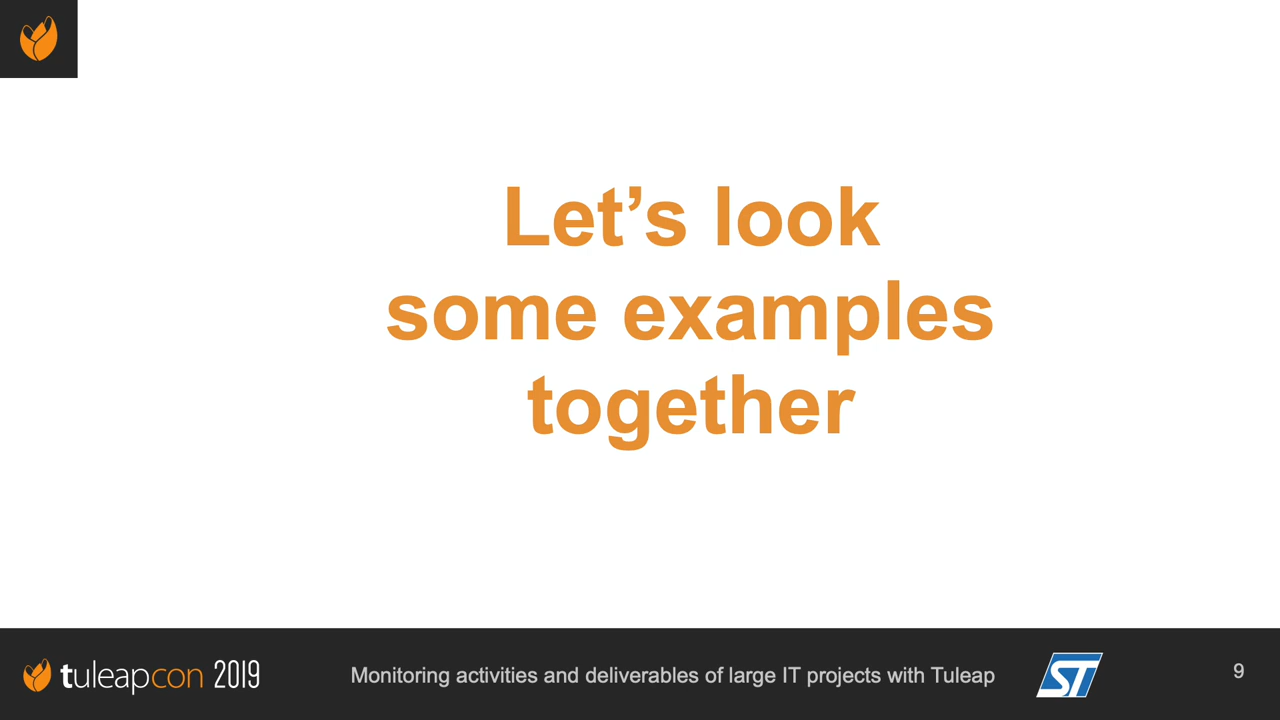 Let’s look
some examples
together
tuleapcon 2019
Monitoring activities and deliverables of large IT projects with Tuleap
ST
9